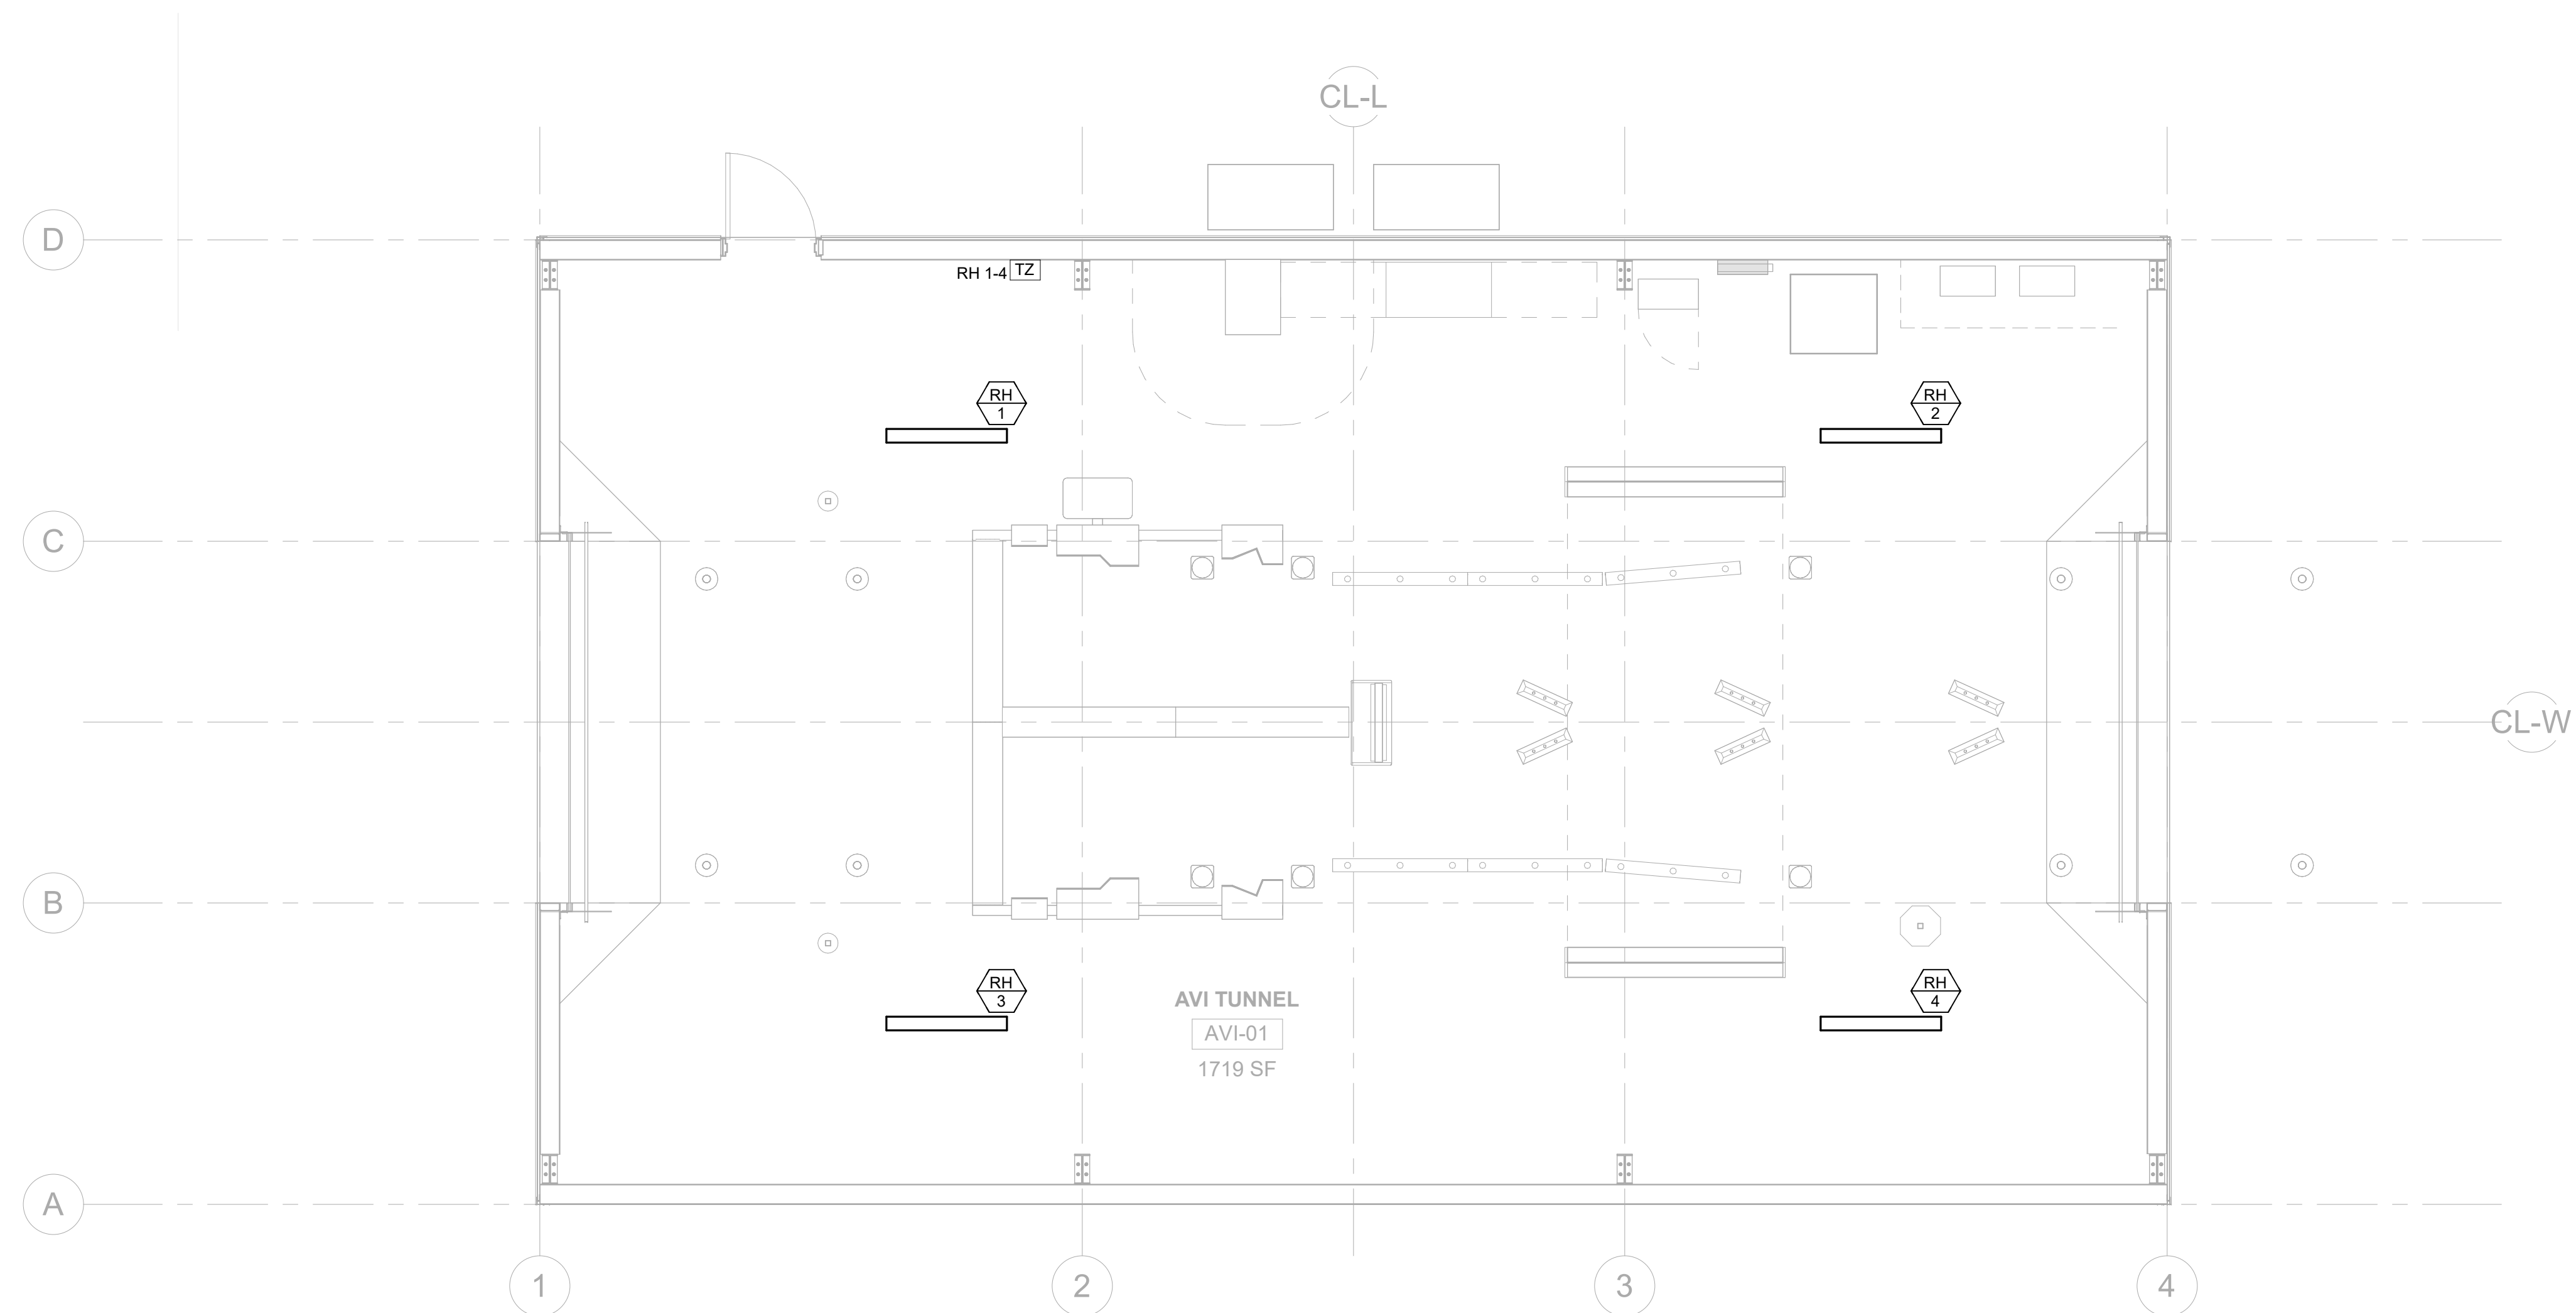 CL-L
D
RH 1-4 TZ
RH
1
RH
2
C
CL-W
B
RH
3
RH
4
AVI TUNNEL
AVI-01
1719 SF
A
1
2
3
4